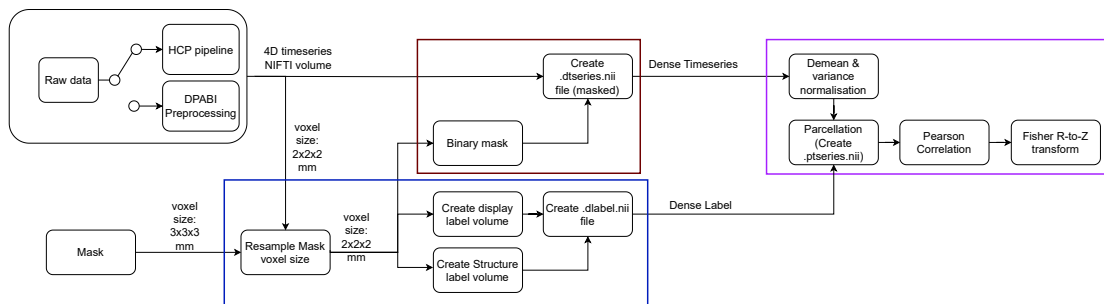 HCP pipeline
Raw data
DPABI
Preprocessing
4D timeseries
NIFTI volume
voxel
size:
2x2x2
mm
Create
.dtseries.nii
file (masked)
Binary mask
Dense Timeseries
Demean &
variance
normalisation
Parcellation
(Create
.ptseries.nii)
Pearson
Correlation
Fisher R-to-Z
transform
Mask
voxel
size:
3x3x3
mm
Resample Mask
voxel size
voxel
size:
2x2x2
mm
Create display
label volume
Create .dlabel.nii
file
Create Structure
label volume
Dense Label